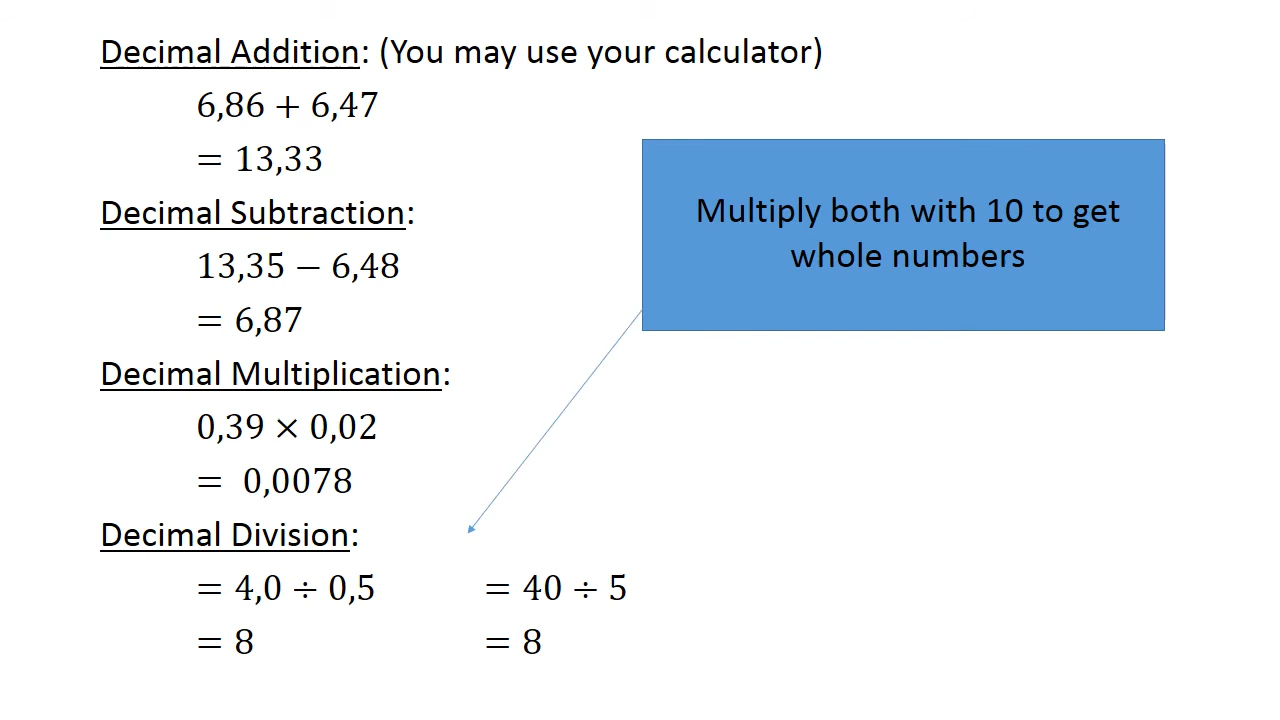 Decimal Addition: (You may use your calculator)
6,86 + 6,47
= 13,33
Decimal Subtraction:
13,35 − 6,48
= 6,87
Decimal Multiplication:
0,39 × 0,02
= 0,0078
Decimal Division:
= 4,0 ÷ 0,5
= 8
= 40 ÷ 5
= 8
Multiply both with 10 to get
whole numbers